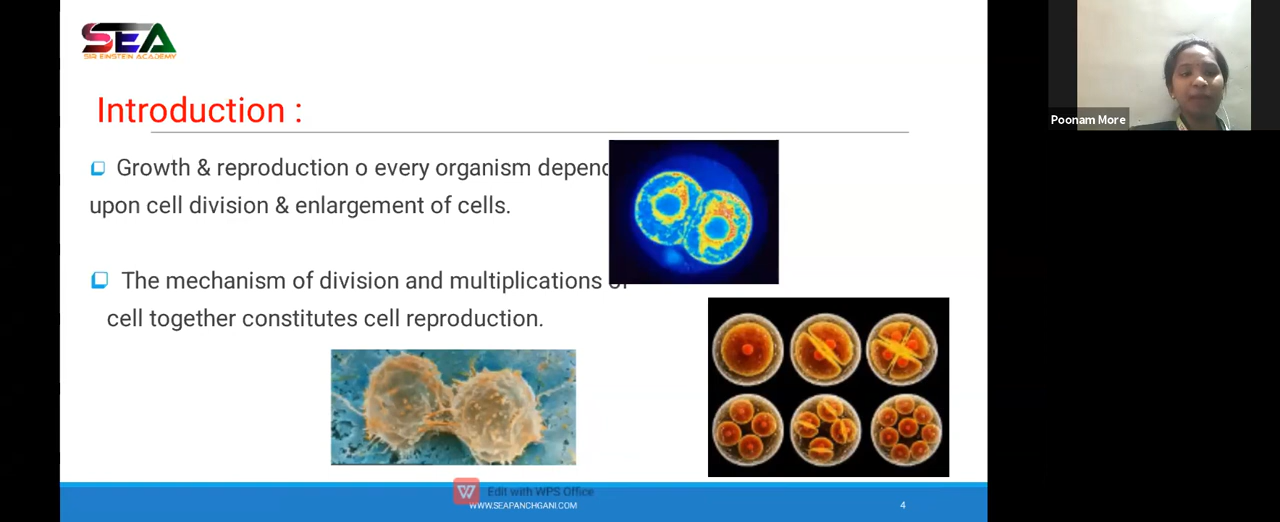 SEA
SIR EINSTEIN ACADEMY
Introduction :
Growth & reproduction o every organism depend
upon cell division & enlargement of cells.
The mechanism of division and multiplications of
cell together constitutes cell reproduction.
Edit with WPS Office
WWW.SEAPANCHGANI.COM
4
Poonam More